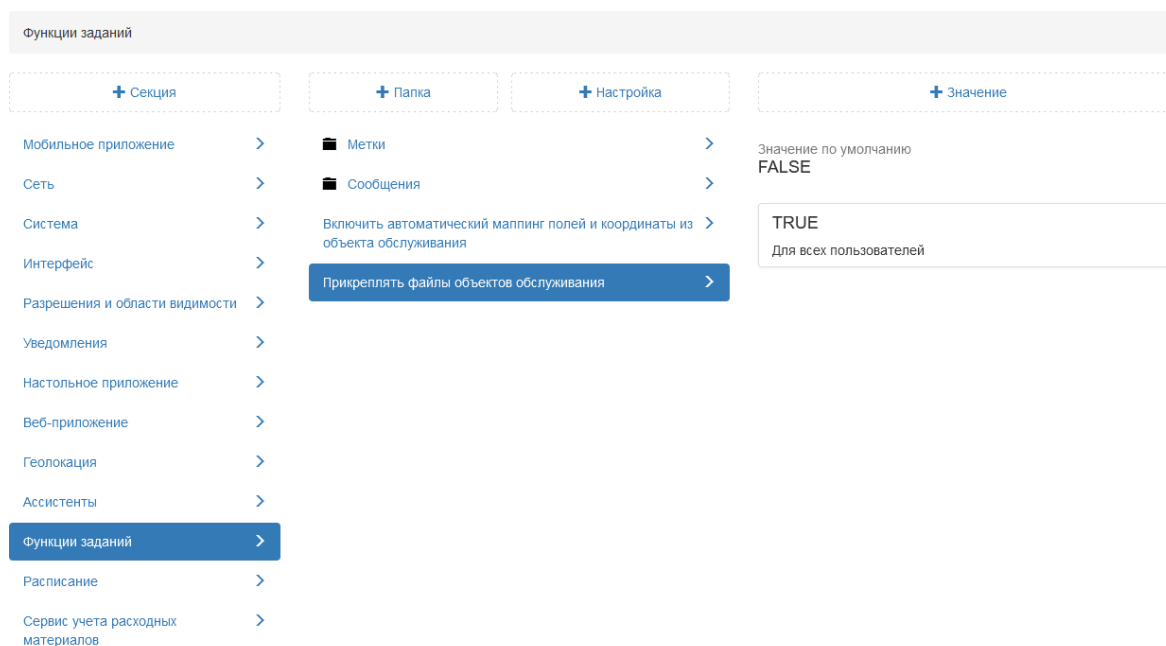 Функции заданий
+ Секция
+ Папка
+ Настройка
+ Значение
Мобильное приложение
Сеть
Система
Интерфейс
Разрешения и области видимости
Уведомления
Настольное приложение
Веб-приложение
Геолокация
Ассистенты
Функции заданий
Расписание
Сервис учета расходных
материалов
Метки
Сообщения
Включить автоматический маппинг полей и координаты из
объекта обслуживания
Прикреплять файлы объектов обслуживания
Значение по умолчанию
FALSE
TRUE
Для всех пользователей